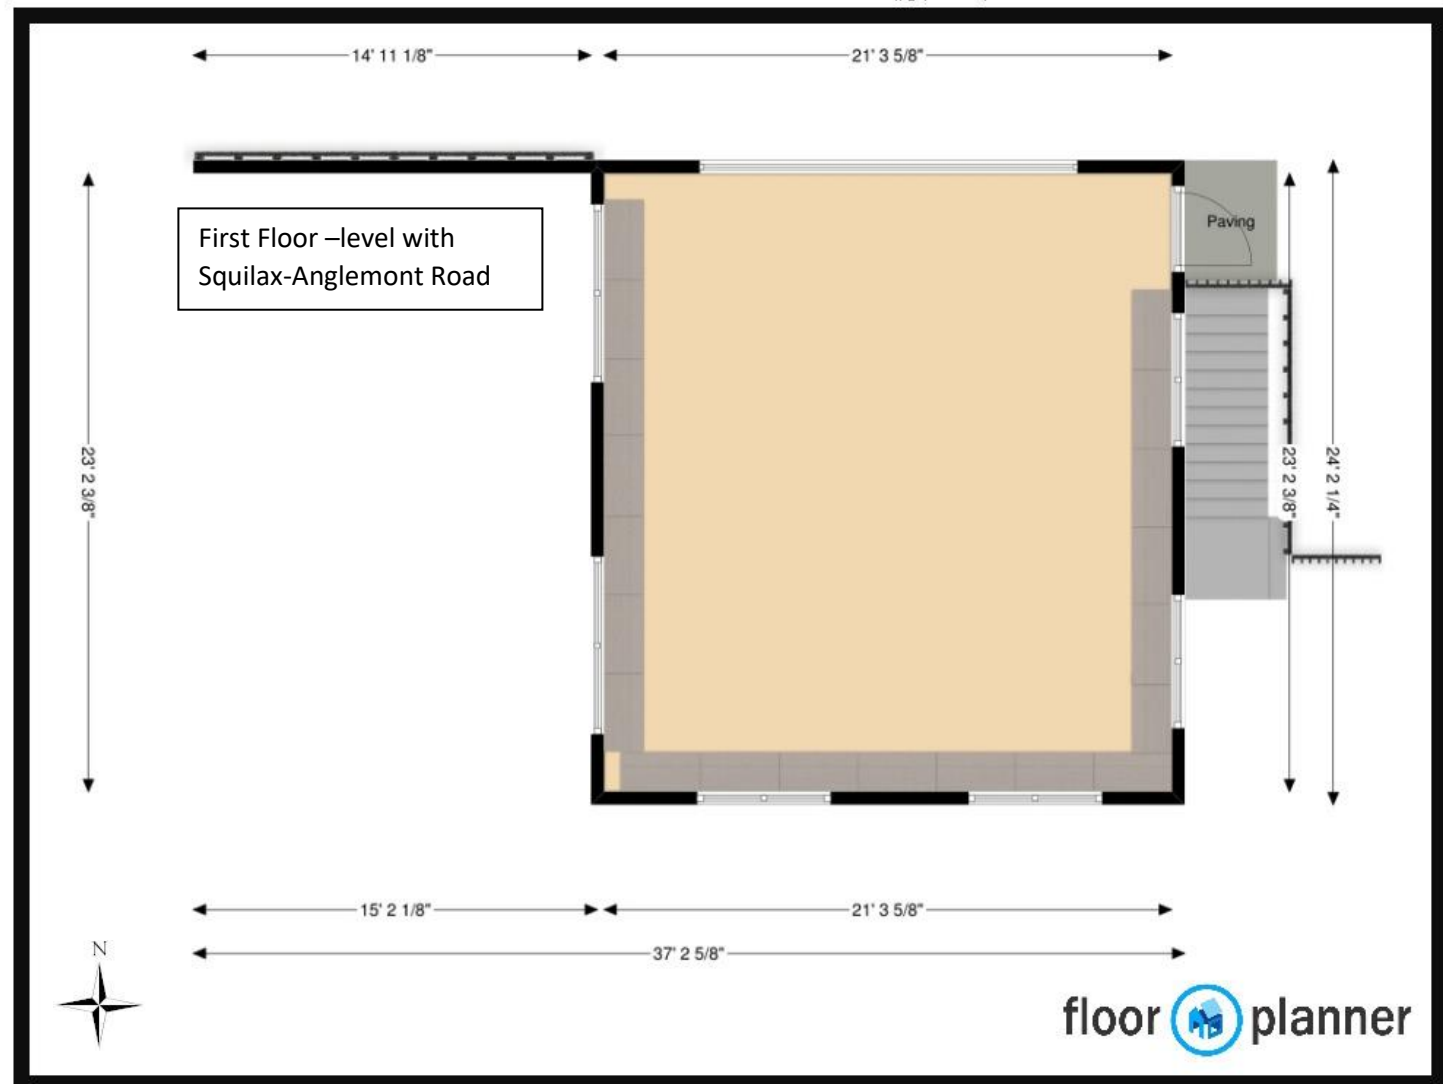 14' 11 1/8"
21' 3 5/8"
First Floor –level with
Squilax-Anglemont Road
Paving
23' 2 3/8"
23' 2 3/8"
24' 2 1/4"
15' 2 1/8"
21' 3 5/8"
37' 2 5/8"
N
floor planner